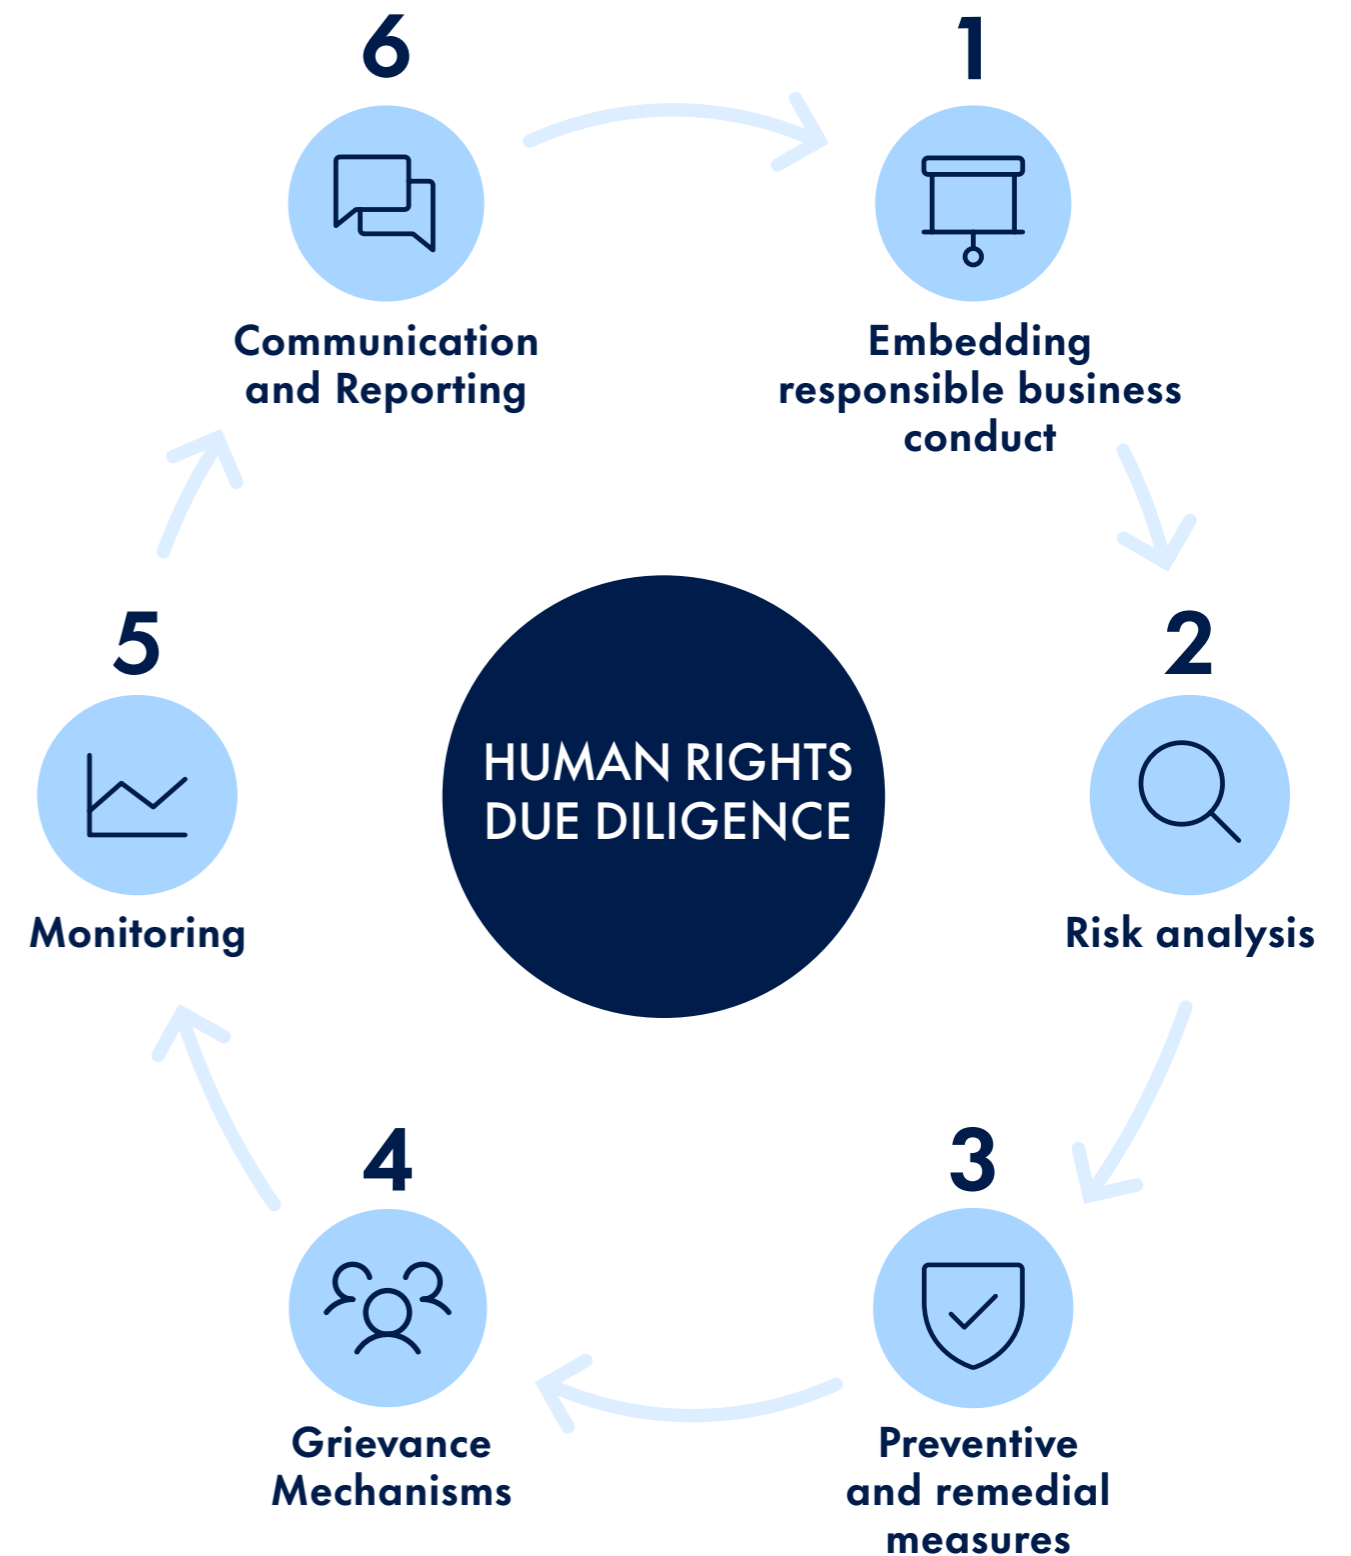 6
Communication
and Reporting
1
Embedding
responsible business
conduct
5
Monitoring
HUMAN RIGHTS
DUE DILIGENCE
2
Risk analysis
4
Grievance
Mechanisms
3
Preventive
and remedial
measures